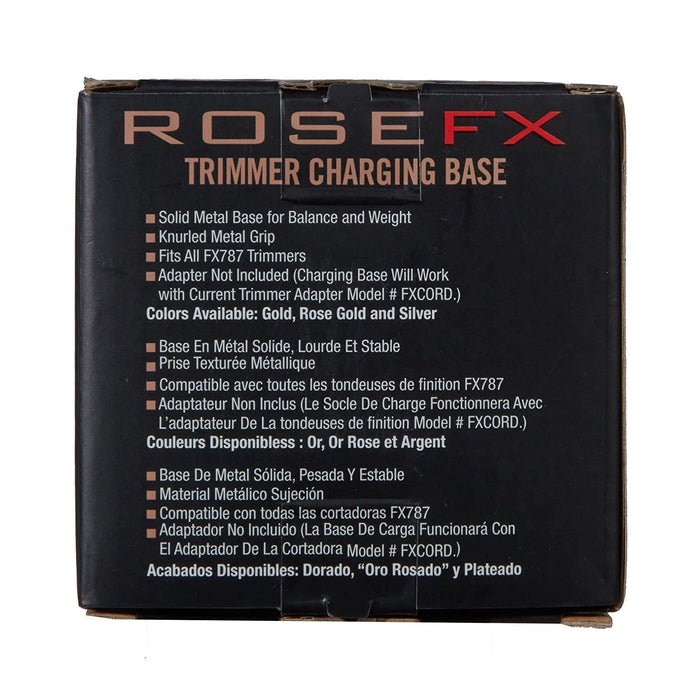 ROSEFX
TRIMMER CHARGING BASE
Solid Metal Base for Balance and Weight
Knurled Metal Grip
Fits All FX787 Trimmers
Adapter Not Included (Charging Base Will Work
with Current Trimmer Adapter Model # FXCORD.)
Colors Available: Gold, Rose Gold and Silver
Base En Métal Solide, Lourde Et Stable
Prise Texturée Métallique
Compatible avec toutes les tondeuses de finition FX787
Adaptateur Non Inclus (Le Socle De Charge Fonctionnera Avec
L'adaptateur De La tondeuses de finition Model # FXCORD.)
Couleurs Disponibless : Or, Or Rose et Argent
Base De Metal Sólida, Pesada Y Estable
Material Metálico Sujeción
Compatible con todas las cortadoras FX787
Adaptador No Incluido (La Base De Carga Funcionará Con
El Adaptador De La Cortadora Model # FXCORD.)
Acabados Disponibles: Dorado, "Oro Rosado" y Plateado